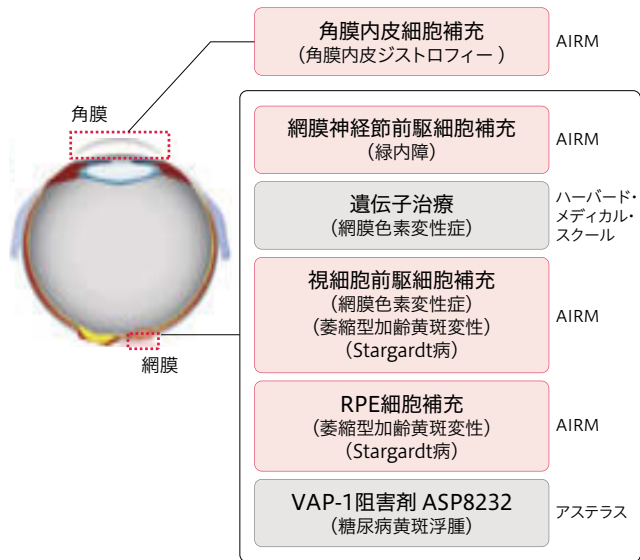 角膜内皮細胞補充
(角膜内皮ジストロフィー)
AIRM
角膜
網膜神経節前駆細胞補充
(緑内障)
AIRM
遺伝子治療
(網膜色素変性症)
ハーバード・
メディカル・
スクール
視細胞前駆細胞補充
(網膜色素変性症)
(萎縮型加齢黄斑変性)
(Stargardt病)
AIRM
網膜
RPE細胞補充
(萎縮型加齢黄斑変性)
(Stargardt病)
AIRM
VAP-1阻害剤 ASP8232
(糖尿病黄斑浮腫)
アステラス